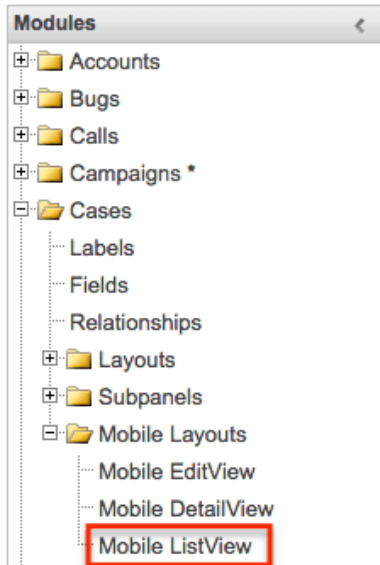 Modules
Accounts
Bugs
Calls
Campaigns *
Cases
Labels
Fields
Relationships
Layouts
Subpanels
Mobile Layouts
Mobile EditView
Mobile DetailView
Mobile ListView